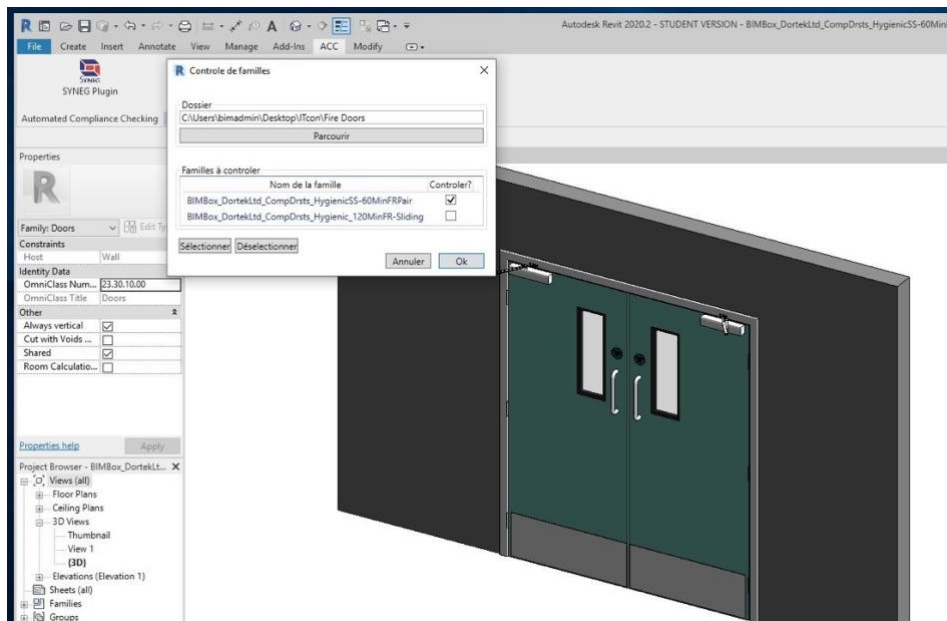 Autodesk Revit 2020.2 - STUDENT VERSION - BIMBox_DortekLtd_CompDrsts_HygienicSS-60Min
File Create Insert Annotate View Manage Add-Ins ACC Modify
SYNEG
SYNEG Plugin
Automated Compliance Checking
Controle de familles
Dossier
C:\Users\bimadmin\Desktop\ITcon\Fire Doors
Parcourir
Familles à controler
Nom de la famille Controler?
BIMBox_DortekLtd_CompDrsts_HygienicSS-60MinFRPair
BIMBox_DortekLtd_CompDrsts_Hygienic_120MinFR-Sliding
Sélectionner Déselectionner
Annuler Ok
Properties
Family: Doors Edit Ty
Constraints
Host Wall
Identity Data
OmniClass Num... 23.30.10.00
OmniClass Title Doors
Other
Always vertical
Cut with Voids ...
Shared
Room Calculatio...
Properties help Apply
Project Browser - BIMBox_DortekLt...
Views (all)
Floor Plans
Ceiling Plans
3D Views
Thumbnail
View 1
{3D}
Elevations (Elevation 1)
Sheets (all)
Families
Groups